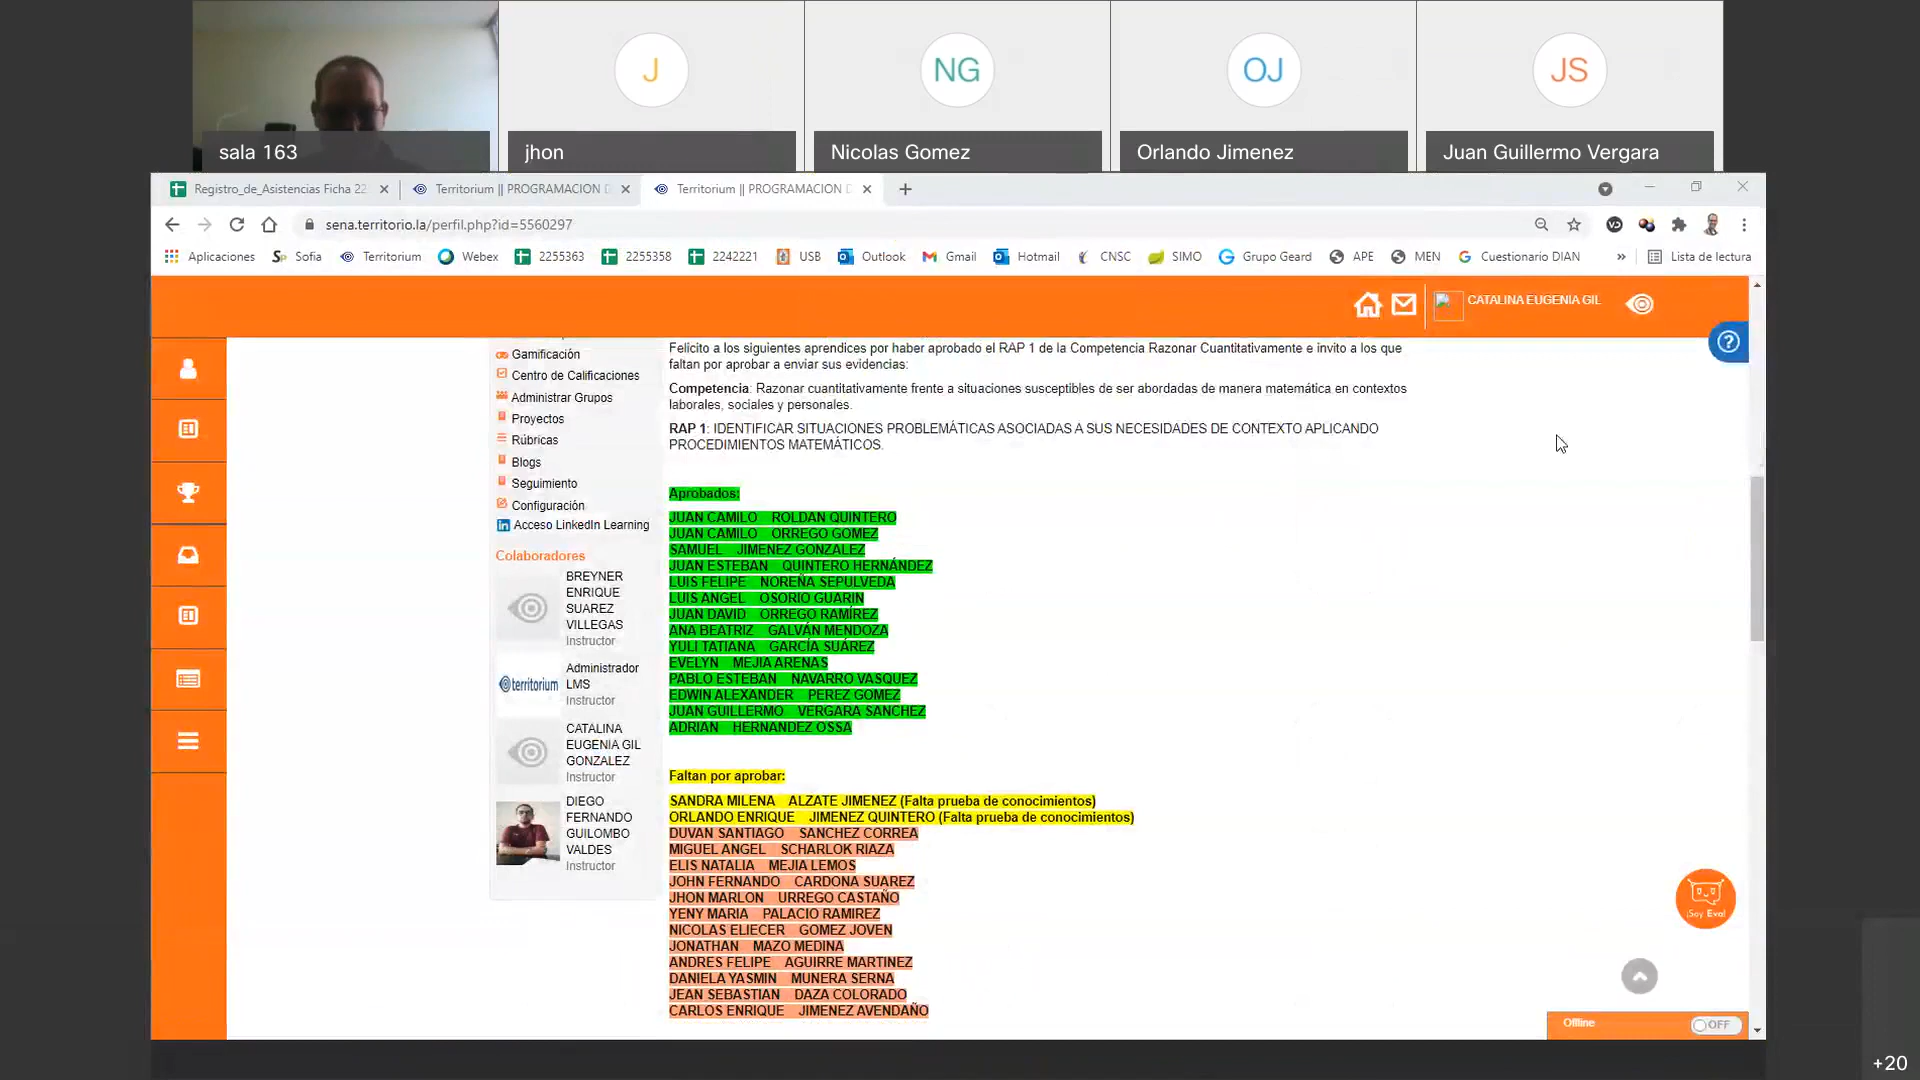 J
NG
OJ
JS
sala 163
jhon
Nicolas Gomez
Orlando Jimenez
Juan Guillermo Vergara
Registro_de_Asistencias Ficha 22
Territorium || PROGRAMACION D
Territorium || PROGRAMACION D
sena.territorio.la/perfil.php?id=5560297
Aplicaciones
Sofia
Territorium
Webex
2255363
2255358
2242221
USB
Outlook
Gmail
Hotmail
CNSC
SIMO
Grupo Geard
APE
MEN
Cuestionario DIAN
»
Lista de lectura
CATALINA EUGENIA GIL
Gamificación
Centro de Calificaciones
Administrar Grupos
Proyectos
Rúbricas
Blogs
Seguimiento
Configuración
Acceso LinkedIn Learning
Colaboradores
BREYNER
ENRIQUE
SUAREZ
VILLEGAS
Instructor
territorium
Administrador
LMS
Instructor
CATALINA
EUGENIA GIL
GONZALEZ
Instructor
DIEGO
FERNANDO
GUILOMBO
VALDES
Instructor
Felicito a los siguientes aprendices por haber aprobado el RAP 1 de la Competencia Razonar Cuantitativamente e invito a los que
faltan por aprobar a enviar sus evidencias:
Competencia: Razonar cuantitativamente frente a situaciones susceptibles de ser abordadas de manera matemática en contextos
laborales, sociales y personales.
RAP 1: IDENTIFICAR SITUACIONES PROBLEMÁTICAS ASOCIADAS A SUS NECESIDADES DE CONTEXTO APLICANDO
PROCEDIMIENTOS MATEMÁTICOS.
Aprobados:
JUAN CAMILO ROLDAN QUINTERO
JUAN CAMILO ORREGO GOMEZ
SAMUEL JIMENEZ GONZALEZ
JUAN ESTEBAN QUINTERO HERNÁNDEZ
LUIS FELIPE NOREÑA SEPULVEDA
LUIS ANGEL OSORIO GUARIN
JUAN DAVID ORREGO RAMÍREZ
ANA BEATRIZ GALVÁN MENDOZA
YULI TATIANA GARCÍA SUÁREZ
EVELYN MEJIA ARENAS
PABLO ESTEBAN NAVARRO VASQUEZ
EDWIN ALEXANDER PEREZ GOMEZ
JUAN GUILLERMO VERGARA SANCHEZ
ADRIAN HERNANDEZ OSSA
Faltan por aprobar:
SANDRA MILENA ALZATE JIMENEZ (Falta prueba de conocimientos)
ORLANDO ENRIQUE JIMENEZ QUINTERO (Falta prueba de conocimientos)
DUVAN SANTIAGO SANCHEZ CORREA
MIGUEL ANGEL SCHARLOK RIAZA
ELIS NATALIA MEJIA LEMOS
JOHN FERNANDO CARDONA SUAREZ
JHON MARLON URREGO CASTAÑO
YENY MARIA PALACIO RAMIREZ
NICOLAS ELIECER GOMEZ JOVEN
JONATHAN MAZO MEDINA
ANDRES FELIPE AGUIRRE MARTINEZ
DANIELA YASMIN MUNERA SERNA
JEAN SEBASTIAN DAZA COLORADO
CARLOS ENRIQUE JIMENEZ AVENDAÑO
¡Soy Eva!
Offline
OFF
+20